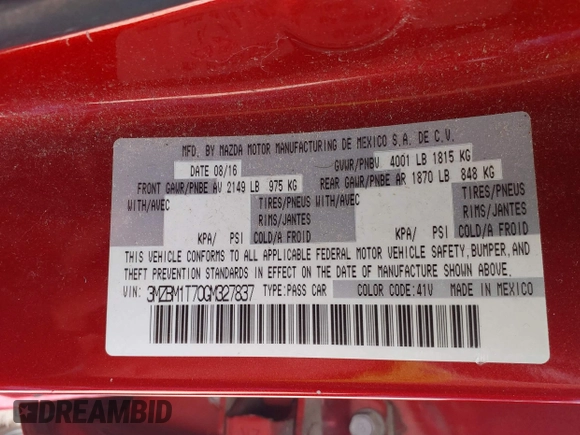 MFD. BY MAZDA MOTOR MANUFACTURING DE MEXICO S.A. DE C.V.
DATE 08/16 GVWR/PNBV 4001 LB 1815 KG
FRONT GAWR/PNBE AV 2149 LB 975 KG REAR GAWR/PNBE AR 1870 LB 848 KG
WITH/AVEC TIRES/PNEUS WITH/AVEC TIRES/PNEUS
RIMS/JANTES RIMS/JANTES
KPA/ PSI COLD/A FROID KPA/ PSI COLD/A FROID
THIS VEHICLE CONFORMS TO ALL APPLICABLE FEDERAL MOTOR VEHICLE SAFETY, BUMPER, AND
THEFT PREVENTION STANDARDS IN EFFECT ON THE DATE OF MANUFACTURE SHOWN ABOVE.
VIN: 3MZBM1T70GM327837 TYPE:PASS CAR COLOR CODE:41V MADE IN MEXICO
DREAMBID